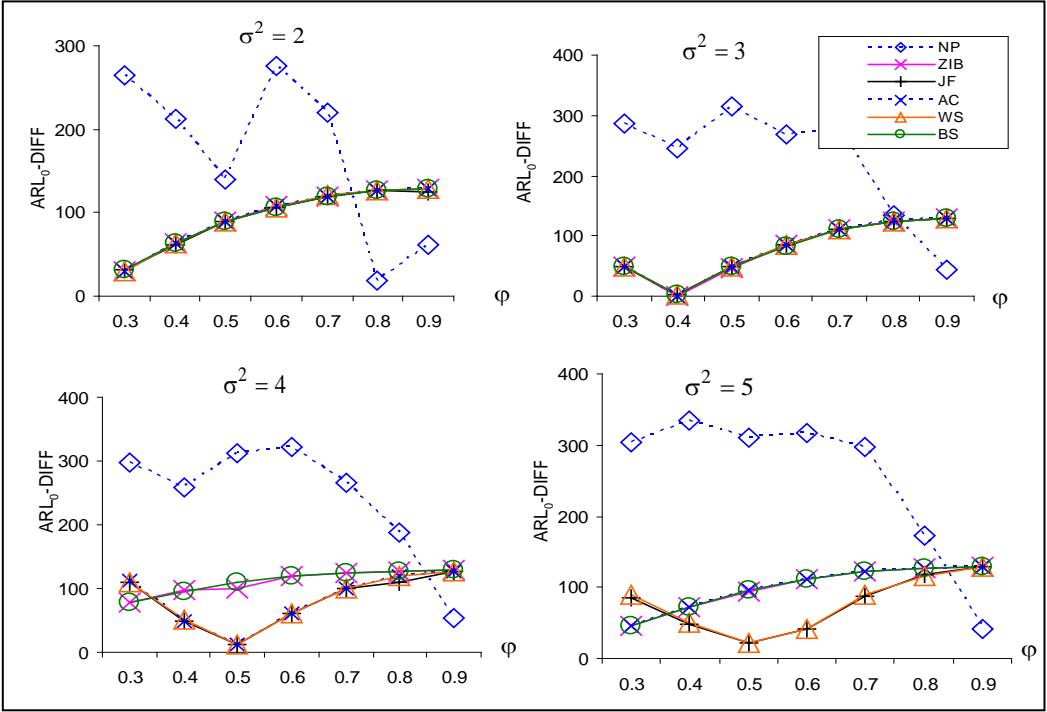 σ² = 2
300
200
100
0
ARL₀-DIFF
0.3 0.4 0.5 0.6 0.7 0.8 0.9
φ
σ² = 3
NP
ZIB
JF
AC
WS
BS
400
300
200
100
0
ARL₀-DIFF
0.3 0.4 0.5 0.6 0.7 0.8 0.9
φ
σ² = 4
400
300
200
100
0
ARL₀-DIFF
0.3 0.4 0.5 0.6 0.7 0.8 0.9
φ
σ² = 5
400
300
200
100
0
ARL₀-DIFF
0.3 0.4 0.5 0.6 0.7 0.8 0.9
φ